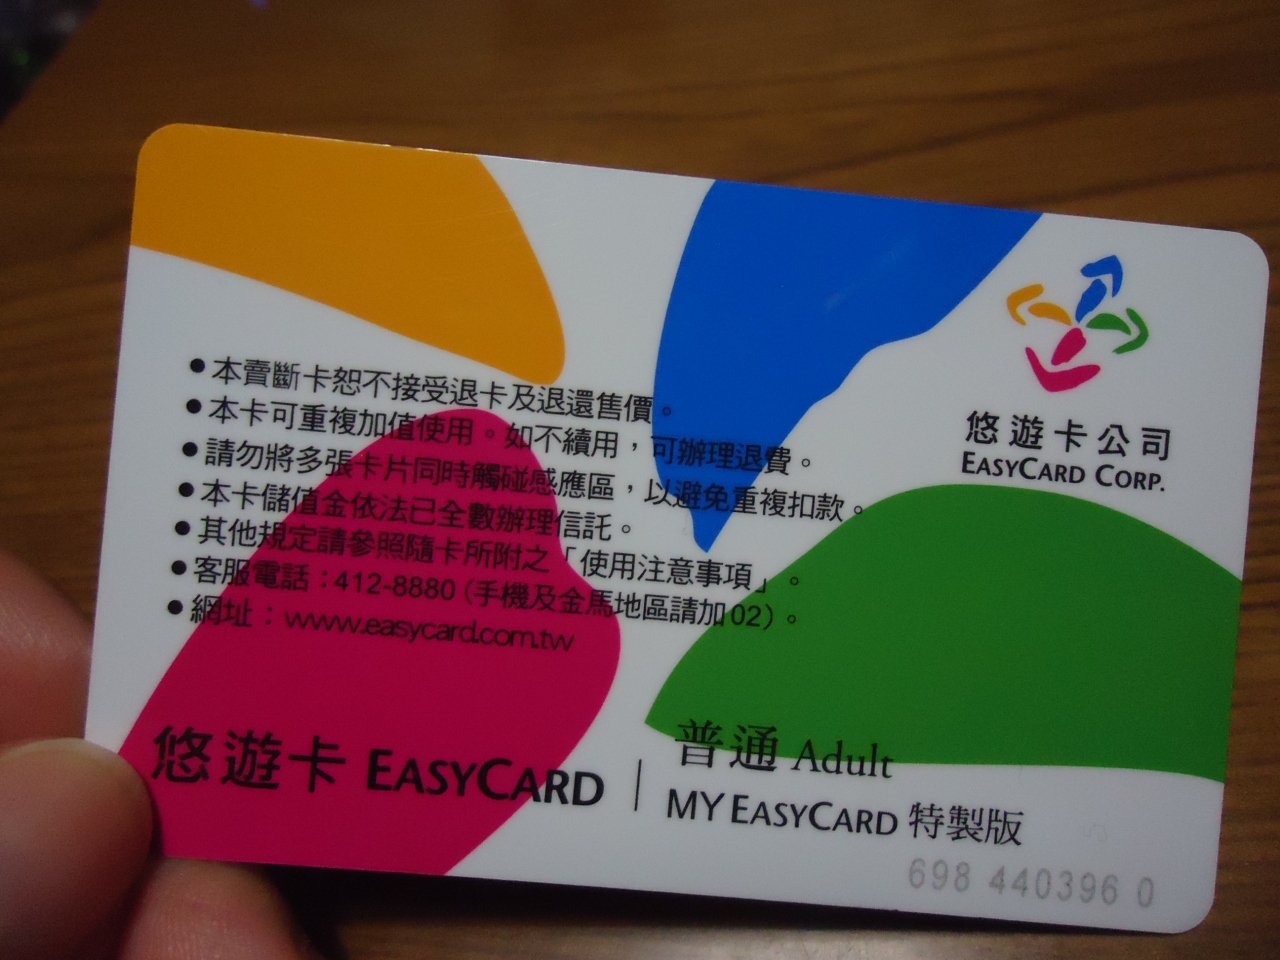 悠遊卡公司
EASYCARD CORP.
●本賣斷卡恕不接受退卡及退還售價。
●本卡可重複加值使用。如不續用，可辦理退費。
●請勿將多張卡片同時觸碰感應區，以避免重複扣款。
●本卡儲值金依法已全數辦理信託。
●其他規定請參照隨卡所附之「使用注意事項」。
●客服電話：412-8880 (手機及金馬地區請加 02)。
●網址：www.easycard.com.tw
悠遊卡 EASYCARD
普通 Adult
MY EASYCARD 特製版
698 440396 0